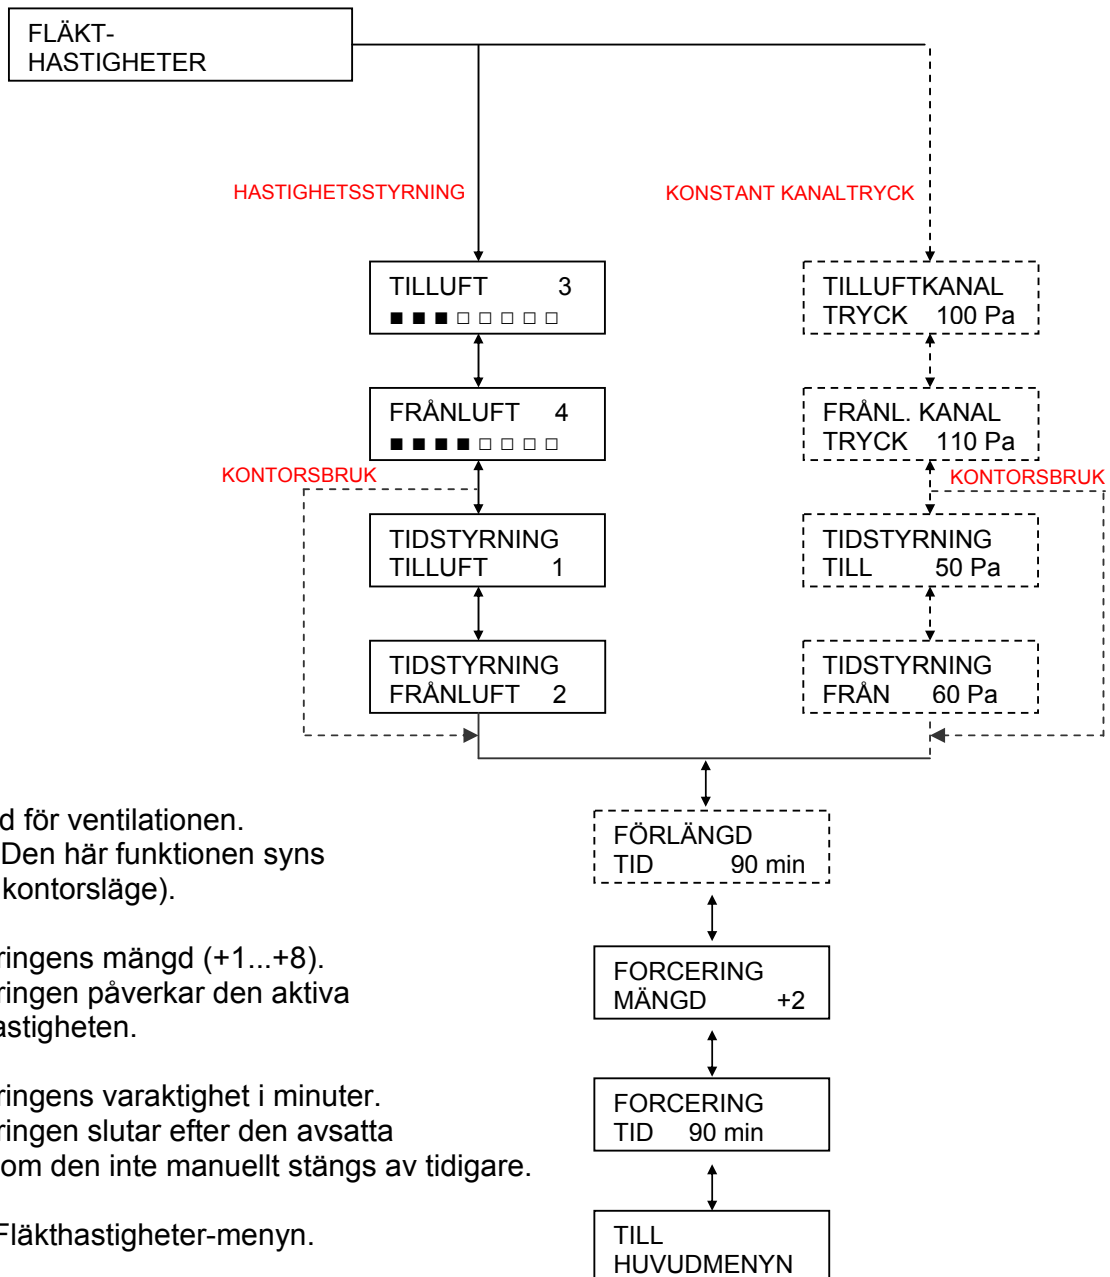 FLÄKT-
HASTIGHETER
HASTIGHETSSTYRNING
KONSTANT KANALTRYCK
TILLUFT 3
■ ■ ■ □ □ □ □ □
TILLUFTKANAL
TRYCK 100 Pa
FRÅNLUFT 4
■ ■ ■ ■ □ □ □ □
FRÅNL. KANAL
TRYCK 110 Pa
KONTORSBRUK
KONTORSBRUK
TIDSTYRNING
TILLUFT 1
TIDSTYRNING
TILL 50 Pa
TIDSTYRNING
FRÅNLUFT 2
TIDSTYRNING
FRÅN 60 Pa
d för ventilationen.
Den här funktionen syns
kontorsläge).
FÖRLÄNGD
TID 90 min
ringens mängd (+1...+8).
ringen påverkar den aktiva
astigheten.
FORCERING
MÄNGD +2
ringens varaktighet i minuter.
ringen slutar efter den avsatta
om den inte manuellt stängs av tidigare.
FORCERING
TID 90 min
Fläkthastigheter-menyn.
TILL
HUVUDMENYN